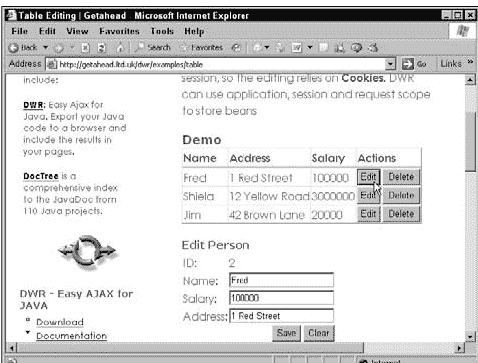 Table Editing | Getahead - Microsoft Internet Explorer
File Edit View Favorites Tools Help
Back Search Favorites
Address http://getahead.ltd.uk/dwr/examples/table Go Links »
include:
DWR: Easy Ajax for
Java. Export your Java
code to a browser and
include the results in
your pages.
DocTree is a
comprehensive index
to the JavaDoc from
110 Java projects.
DWR - Easy AJAX for
JAVA
Download
Documentation
session, so the editing relies on Cookies. DWR
can use application, session and request scope
to store beans
Demo
Name Address Salary Actions
Fred 1 Red Street 100000 Edit Delete
Shiela 12 Yellow Road 3000000 Edit Delete
Jim 42 Brown Lane 20000 Edit Delete
Edit Person
ID: 2
Name: Fred
Salary: 100000
Address: 1 Red Street
Save Clear
Internet